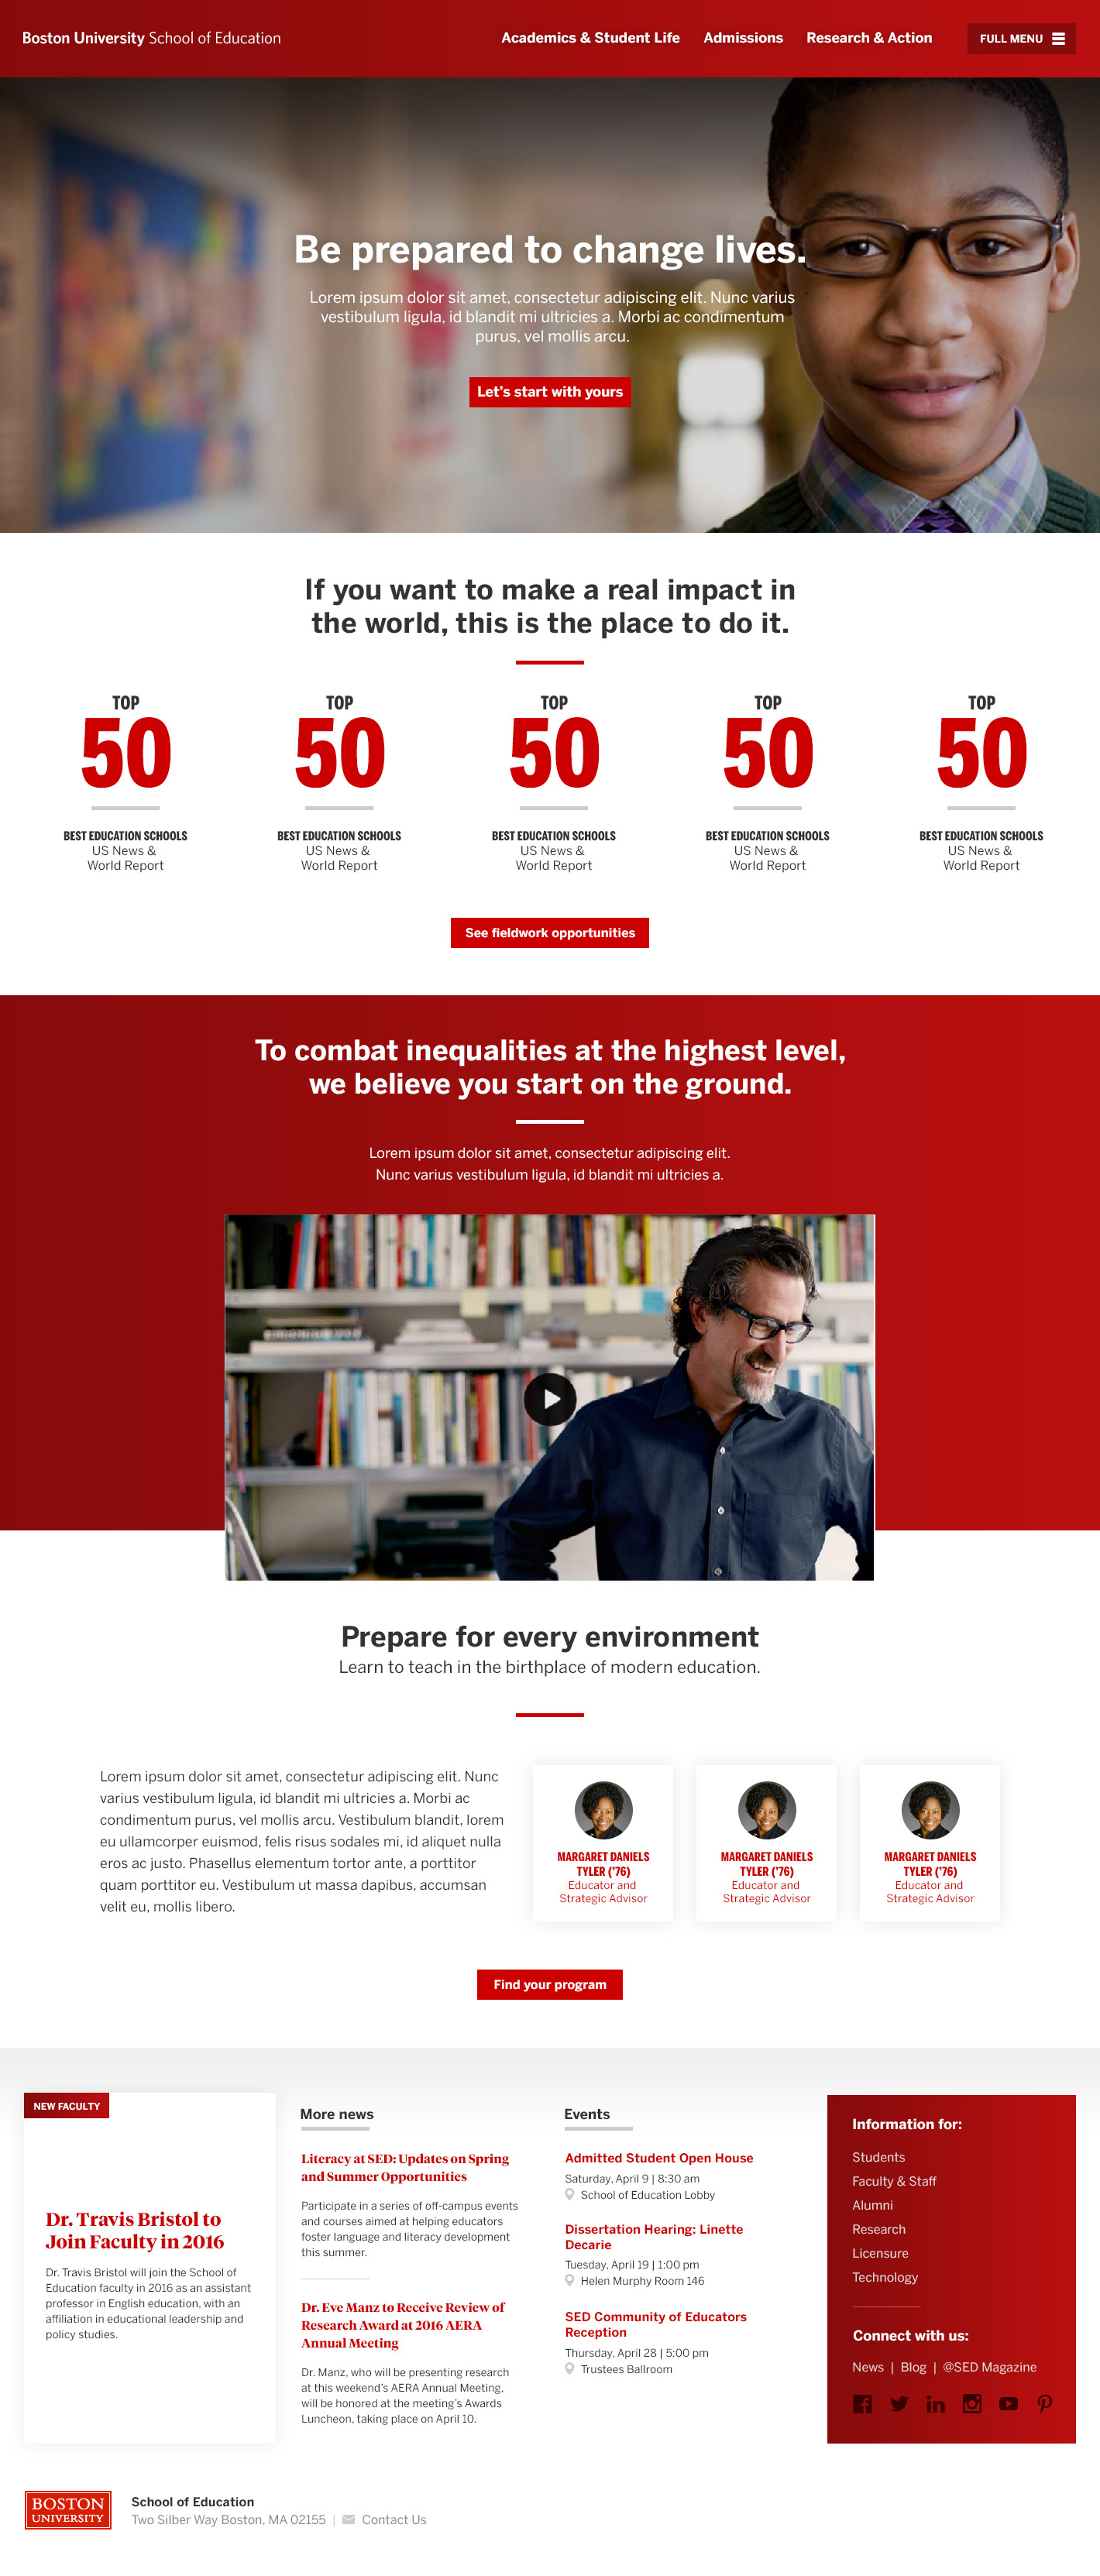 Boston University School of Education
Academics & Student Life
Admissions
Research & Action
FULL MENU
Be prepared to change lives.
Lorem ipsum dolor sit amet, consectetur adipiscing elit. Nunc varius
vestibulum ligula, id blandit mi ultricies a. Morbi ac condimentum
purus, vel mollis arcu.
Let's start with yours
If you want to make a real impact in
the world, this is the place to do it.
TOP
50
BEST EDUCATION SCHOOLS
US News &
World Report
TOP
50
BEST EDUCATION SCHOOLS
US News &
World Report
TOP
50
BEST EDUCATION SCHOOLS
US News &
World Report
TOP
50
BEST EDUCATION SCHOOLS
US News &
World Report
TOP
50
BEST EDUCATION SCHOOLS
US News &
World Report
See fieldwork opportunities
To combat inequalities at the highest level,
we believe you start on the ground.
Lorem ipsum dolor sit amet, consectetur adipiscing elit.
Nunc varius vestibulum ligula, id blandit mi ultricies a.
Prepare for every environment
Learn to teach in the birthplace of modern education.
Lorem ipsum dolor sit amet, consectetur adipiscing elit. Nunc
varius vestibulum ligula, id blandit mi ultricies a. Morbi ac
condimentum purus, vel mollis arcu. Vestibulum blandit, lorem
eu ullamcorper euismod, felis risus sodales mi, id aliquet nulla
eros ac justo. Phasellus elementum tortor ante, a porttitor
quam porttitor eu. Vestibulum ut massa dapibus, accumsan
velit eu, mollis libero.
MARGARET DANIELS
TYLER ('76)
Educator and
Strategic Advisor
MARGARET DANIELS
TYLER ('76)
Educator and
Strategic Advisor
MARGARET DANIELS
TYLER ('76)
Educator and
Strategic Advisor
Find your program
NEW FACULTY
Dr. Travis Bristol to
Join Faculty in 2016
Dr. Travis Bristol will join the School of
Education faculty in 2016 as an assistant
professor in English education, with an
affiliation in educational leadership and
policy studies.
More news
Literacy at SED: Updates on Spring
and Summer Opportunities
Participate in a series of off-campus events
and courses aimed at helping educators
foster language and literacy development
this summer.
Dr. Eve Manz to Receive Review of
Research Award at 2016 AERA
Annual Meeting
Dr. Manz, who will be presenting research
at this weekend's AERA Annual Meeting,
will be honored at the meeting's Awards
Luncheon, taking place on April 10.
Events
Admitted Student Open House
Saturday, April 9 | 8:30 am
School of Education Lobby
Dissertation Hearing: Linette
Decarie
Tuesday, April 19 | 1:00 pm
Helen Murphy Room 146
SED Community of Educators
Reception
Thursday, April 28 | 5:00 pm
Trustees Ballroom
Information for:
Students
Faculty & Staff
Alumni
Research
Licensure
Technology
Connect with us:
News | Blog | @SED Magazine
BOSTON
UNIVERSITY
School of Education
Two Silber Way Boston, MA 02155 | Contact Us